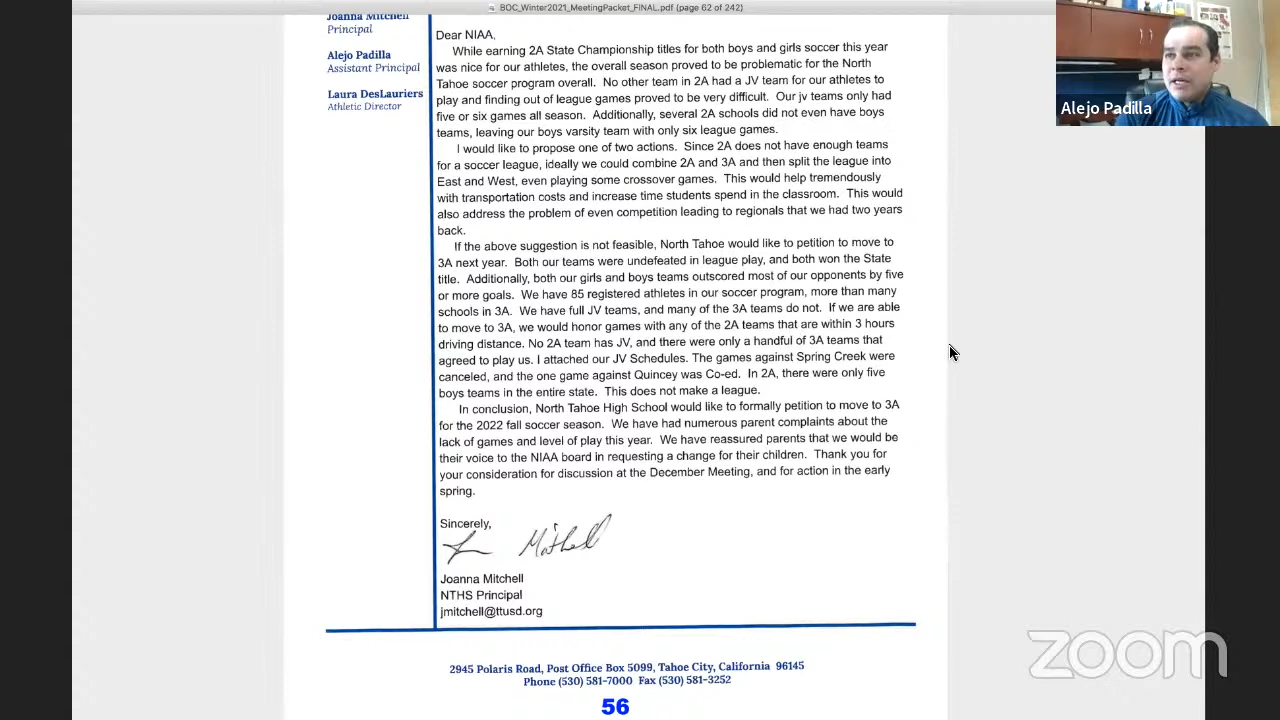 BOC_Winter2021_MeetingPacket_FINAL.pdf (page 62 of 242)
Joanna Mitchell
Principal
Alejo Padilla
Assistant Principal
Laura DesLauriers
Athletic Director
Dear NIAA,
While earning 2A State Championship titles for both boys and girls soccer this year
was nice for our athletes, the overall season proved to be problematic for the North
Tahoe soccer program overall. No other team in 2A had a JV team for our athletes to
play and finding out of league games proved to be very difficult. Our jv teams only had
five or six games all season. Additionally, several 2A schools did not even have boys
teams, leaving our boys varsity team with only six league games.
I would like to propose one of two actions. Since 2A does not have enough teams
for a soccer league, ideally we could combine 2A and 3A and then split the league into
East and West, even playing some crossover games. This would help tremendously
with transportation costs and increase time students spend in the classroom. This would
also address the problem of even competition leading to regionals that we had two years
back.
If the above suggestion is not feasible, North Tahoe would like to petition to move to
3A next year. Both our teams were undefeated in league play, and both won the State
title. Additionally, both our girls and boys teams outscored most of our opponents by five
or more goals. We have 85 registered athletes in our soccer program, more than many
schools in 3A. We have full JV teams, and many of the 3A teams do not. If we are able
to move to 3A, we would honor games with any of the 2A teams that are within 3 hours
driving distance. No 2A team has JV, and there were only a handful of 3A teams that
agreed to play us. I attached our JV Schedules. The games against Spring Creek were
canceled, and the one game against Quincey was Co-ed. In 2A, there were only five
boys teams in the entire state. This does not make a league.
In conclusion, North Tahoe High School would like to formally petition to move to 3A
for the 2022 fall soccer season. We have had numerous parent complaints about the
lack of games and level of play this year. We have reassured parents that we would be
their voice to the NIAA board in requesting a change for their children. Thank you for
your consideration for discussion at the December Meeting, and for action in the early
spring.
Sincerely,
Joanna Mitchell
NTHS Principal
jmitchell@ttusd.org
2945 Polaris Road, Post Office Box 5099, Tahoe City, California 96145
Phone (530) 581-7000 Fax (530) 581-3252
56
Alejo Padilla
zoom